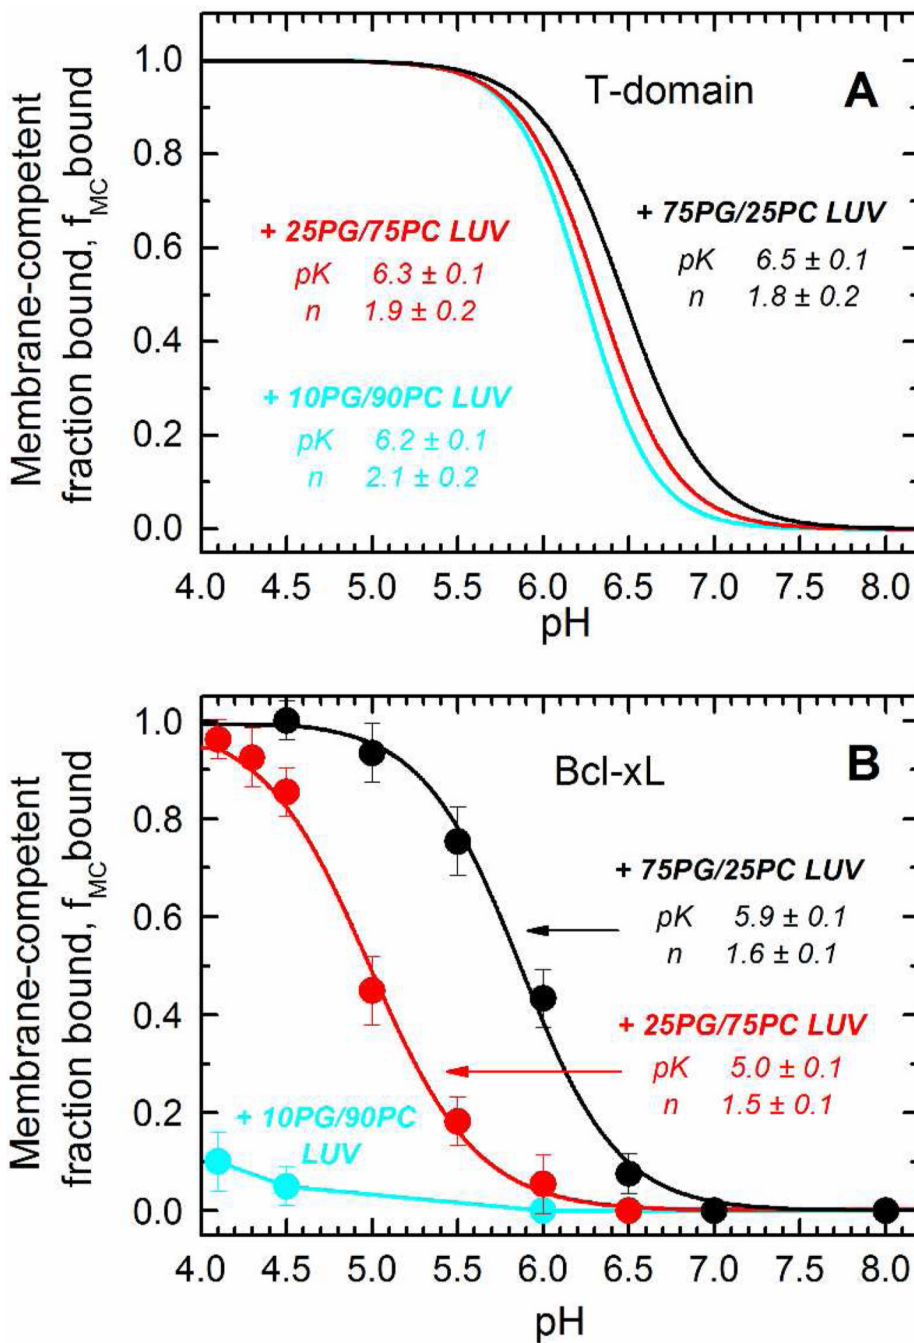 A
T-domain
Membrane-competent
fraction bound, f_MC bound
1.0
0.8
0.6
0.4
0.2
0.0
+ 25PG/75PC LUV
pK 6.3 ± 0.1
n 1.9 ± 0.2
+ 75PG/25PC LUV
pK 6.5 ± 0.1
n 1.8 ± 0.2
+ 10PG/90PC LUV
pK 6.2 ± 0.1
n 2.1 ± 0.2
4.0 4.5 5.0 5.5 6.0 6.5 7.0 7.5 8.0
pH
B
Bcl-xL
Membrane-competent
fraction bound, f_MC bound
1.0
0.8
0.6
0.4
0.2
0.0
+ 75PG/25PC LUV
pK 5.9 ± 0.1
n 1.6 ± 0.1
+ 25PG/75PC LUV
pK 5.0 ± 0.1
n 1.5 ± 0.1
+ 10PG/90PC
LUV
4.0 4.5 5.0 5.5 6.0 6.5 7.0 7.5 8.0
pH